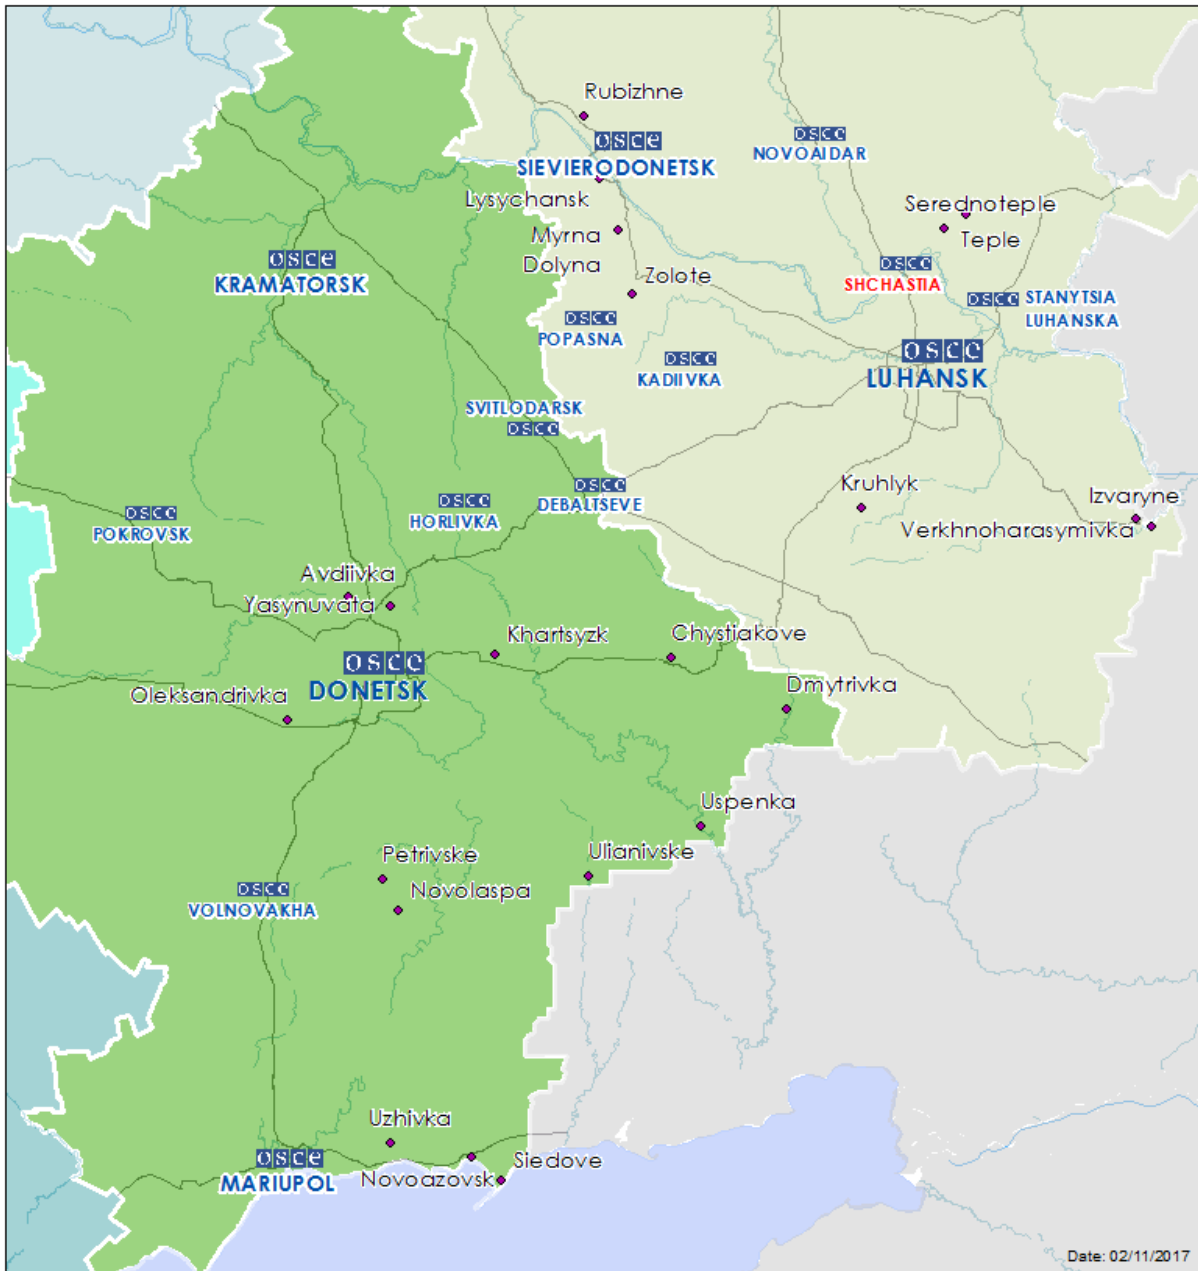 Rubizhne
osce
SIEVIERODONETSK
osce
NOVOAIDAR
Lysychansk
Serednoteple
Teple
Myrna
Dolyna
osce
KRAMATORSK
osce
SHCHASTIA
Zolote
osce
STANYTSIA
LUHANSKA
osce
POPASNA
osce
KADIIVKA
osce
LUHANSK
SVITLODARSK
osce
osce
POKROVSK
osce
HORLIVKA
osce
DEBALTSEVE
Kruhlyk
Izvaryne
Verkhnoharasymivka
Avdiivka
Yasynuvata
Khartsyzk
Chystiakove
osce
DONETSK
Oleksandrivka
Dmytrivka
Uspenka
Petrivske
Ulianivske
osce
VOLNOVAKHA
Novolaspa
Uzhivka
osce
MARIUPOL
Siedove
Novoazovsk
Date: 02/11/2017